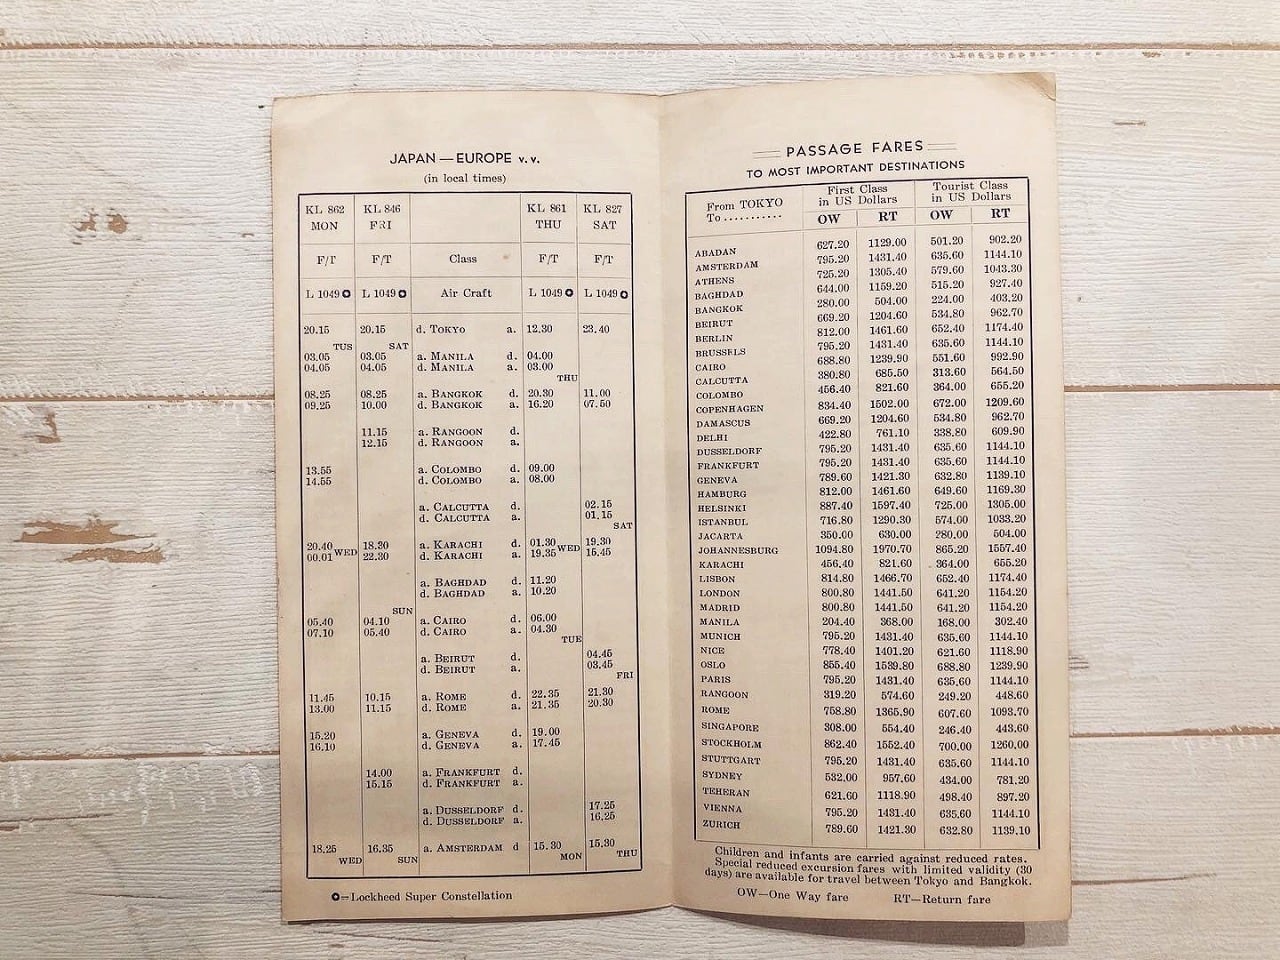 JAPAN — EUROPE v.v.
(in local times)
KL 862 KL 846 KL 861 KL 827
MON FRI THU SAT
F/T F/T Class F/T F/T
L 1049✪ L 1049✪ Air Craft L 1049✪ L 1049✪
20.15 20.15 d. TOKYO a. 12.30 23.40
TUS SAT
03.05 03.05 a. MANILA d. 04.00
04.05 04.05 d. MANILA a. 03.00
THU
08.25 08.25 a. BANGKOK d. 20.30 11.00
09.25 10.00 d. BANGKOK a. 16.20 07.50
11.15 a. RANGOON d.
12.15 d. RANGOON a.
13.55 a. COLOMBO d. 09.00
14.55 d. COLOMBO a. 08.00
a. CALCUTTA d. 02.15
d. CALCUTTA a. 01.15
SAT
20.40 WED 18.30 a. KARACHI d. 01.30 WED 19.30
00.01 22.30 d. KARACHI a. 19.35 15.45
a. BAGHDAD d. 11.20
d. BAGHDAD a. 10.20
SUN
05.40 04.10 a. CAIRO d. 06.00
07.10 05.40 d. CAIRO a. 04.30
TUE
a. BEIRUT d. 04.45
d. BEIRUT a. 03.45
FRI
11.45 10.15 a. ROME d. 22.35 21.30
13.00 11.15 d. ROME a. 21.35 20.30
15.20 a. GENEVA d. 19.00
16.10 d. GENEVA a. 17.45
14.00 a. FRANKFURT d.
15.15 d. FRANKFURT a.
a. DUSSELDORF d. 17.25
d. DUSSELDORF a. 16.25
18.25 16.35 a. AMSTERDAM d 15.30 15.30
WED SUN MON THU
✪=Lockheed Super Constellation
PASSAGE FARES
TO MOST IMPORTANT DESTINATIONS
From TOKYO First Class Tourist Class
To ........... in US Dollars in US Dollars
OW RT OW RT
ABADAN 627.20 1129.00 501.20 902.20
AMSTERDAM 795.20 1431.40 635.60 1144.10
ATHENS 725.20 1305.40 579.60 1043.30
BAGHDAD 644.00 1159.20 515.20 927.40
BANGKOK 280.00 504.00 224.00 403.20
BEIRUT 669.20 1204.60 534.80 962.70
BERLIN 812.00 1461.60 652.40 1174.40
BRUSSELS 795.20 1431.40 635.60 1144.10
CAIRO 688.80 1239.90 551.60 992.90
CALCUTTA 380.80 685.50 313.60 564.50
COLOMBO 456.40 821.60 364.00 655.20
COPENHAGEN 834.40 1502.00 672.00 1209.60
DAMASCUS 669.20 1204.60 534.80 962.70
DELHI 422.80 761.10 338.80 609.90
DUSSELDORF 795.20 1431.40 635.60 1144.10
FRANKFURT 795.20 1431.40 635.60 1144.10
GENEVA 789.60 1421.30 632.80 1139.10
HAMBURG 812.00 1461.60 649.60 1169.30
HELSINKI 887.40 1597.40 725.00 1305.00
ISTANBUL 716.80 1290.30 574.00 1033.20
JACARTA 350.00 630.00 280.00 504.00
JOHANNESBURG 1094.80 1970.70 865.20 1557.40
KARACHI 456.40 821.60 364.00 655.20
LISBON 814.80 1466.70 652.40 1174.40
LONDON 800.80 1441.50 641.20 1154.20
MADRID 800.80 1441.50 641.20 1154.20
MANILA 204.40 368.00 168.00 302.40
MUNICH 795.20 1431.40 635.60 1144.10
NICE 778.40 1401.20 621.60 1118.90
OSLO 855.40 1539.80 688.80 1239.90
PARIS 795.20 1431.40 635.60 1144.10
RANGOON 319.20 574.60 249.20 448.60
ROME 758.80 1365.90 607.60 1093.70
SINGAPORE 308.00 554.40 246.40 443.60
STOCKHOLM 862.40 1552.40 700.00 1260.00
STUTTGART 795.20 1431.40 635.60 1144.10
SYDNEY 532.00 957.60 434.00 781.20
TEHERAN 621.60 1118.90 498.40 897.20
VIENNA 795.20 1431.40 635.60 1144.10
ZURICH 789.60 1421.30 632.80 1139.10
Children and infants are carried against reduced rates.
Special reduced excursion fares with limited validity (30
days) are available for travel between Tokyo and Bangkok.
OW—One Way fare RT—Return fare